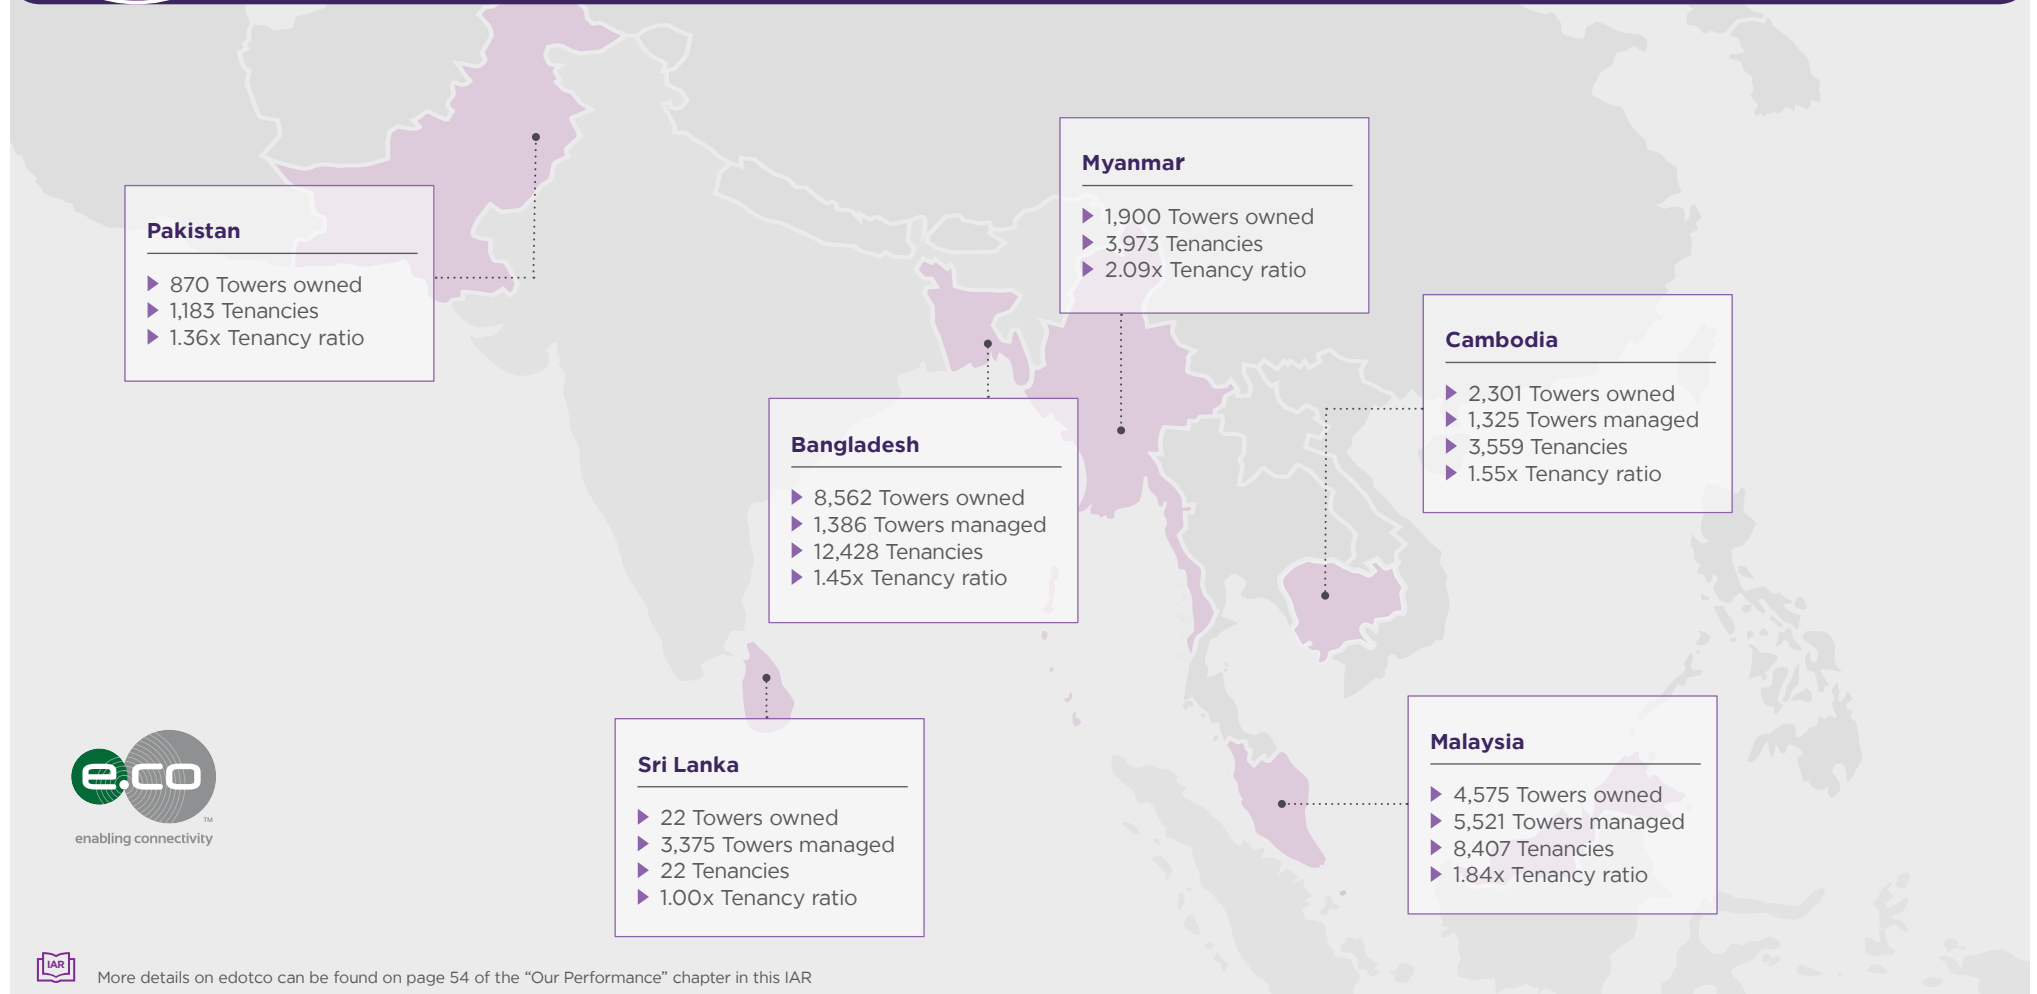 Pakistan
870 Towers owned
1,183 Tenancies
1.36x Tenancy ratio
Myanmar
1,900 Towers owned
3,973 Tenancies
2.09x Tenancy ratio
Cambodia
2,301 Towers owned
1,325 Towers managed
3,559 Tenancies
1.55x Tenancy ratio
Bangladesh
8,562 Towers owned
1,386 Towers managed
12,428 Tenancies
1.45x Tenancy ratio
Sri Lanka
22 Towers owned
3,375 Towers managed
22 Tenancies
1.00x Tenancy ratio
Malaysia
4,575 Towers owned
5,521 Towers managed
8,407 Tenancies
1.84x Tenancy ratio
e.co
TM
enabling connectivity
IAR
More details on edotco can be found on page 54 of the “Our Performance” chapter in this IAR